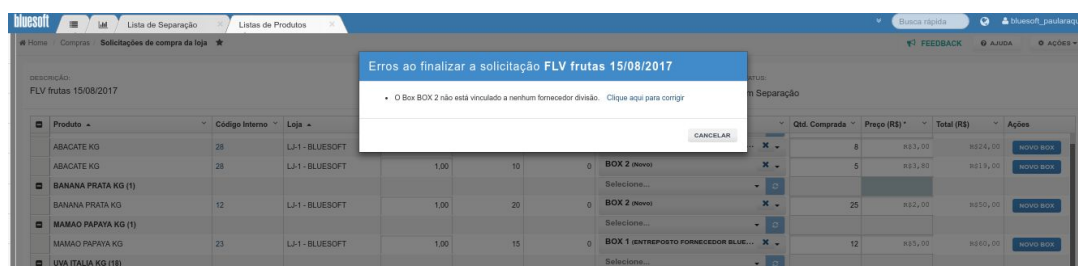 bluesoft
Lista de Separação
Listas de Produtos
Busca rápida
bluesoft_paularaqu
Home / Compras / Solicitações de compra da loja
FEEDBACK
AJUDA
AÇÕES
Erros ao finalizar a solicitação FLV frutas 15/08/2017
DESCRIÇÃO:
ATUS:
FLV frutas 15/08/2017
m Separação
• O Box BOX 2 não está vinculado a nenhum fornecedor divisão. Clique aqui para corrigir
CANCELAR
Produto Código Interno Loja Qtd. Comprada Preço (R$) * Total (R$) Ações
ABACATE KG 28 LJ-1 - BLUESOFT 8 R$3,00 R$24,00 NOVO BOX
ABACATE KG 28 LJ-1 - BLUESOFT 1,00 10 0 BOX 2 (Novo) 5 R$3,80 R$19,00 NOVO BOX
BANANA PRATA KG (1) Selecione...
BANANA PRATA KG 12 LJ-1 - BLUESOFT 1,00 20 0 BOX 2 (Novo) 25 R$2,00 R$50,00 NOVO BOX
MAMAO PAPAYA KG (1) Selecione...
MAMAO PAPAYA KG 23 LJ-1 - BLUESOFT 1,00 15 0 BOX 1 (ENTREPOSTO FORNECEDOR BLUE... 12 R$5,00 R$60,00 NOVO BOX
UVA ITALIA KG (18) Selecione...